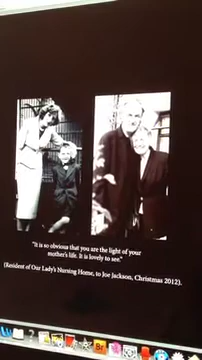 "It is so obvious that you are the light of your
mother's life. It is lovely to see."
(Resident of Our Lady's Nursing Home, to Joe Jackson, Christmas 2012).